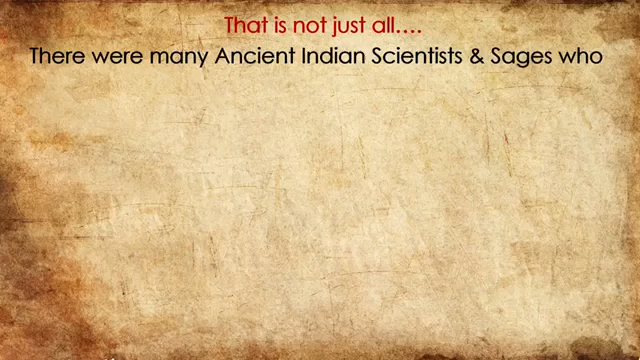 That is not just all....
There were many Ancient Indian Scientists & Sages who